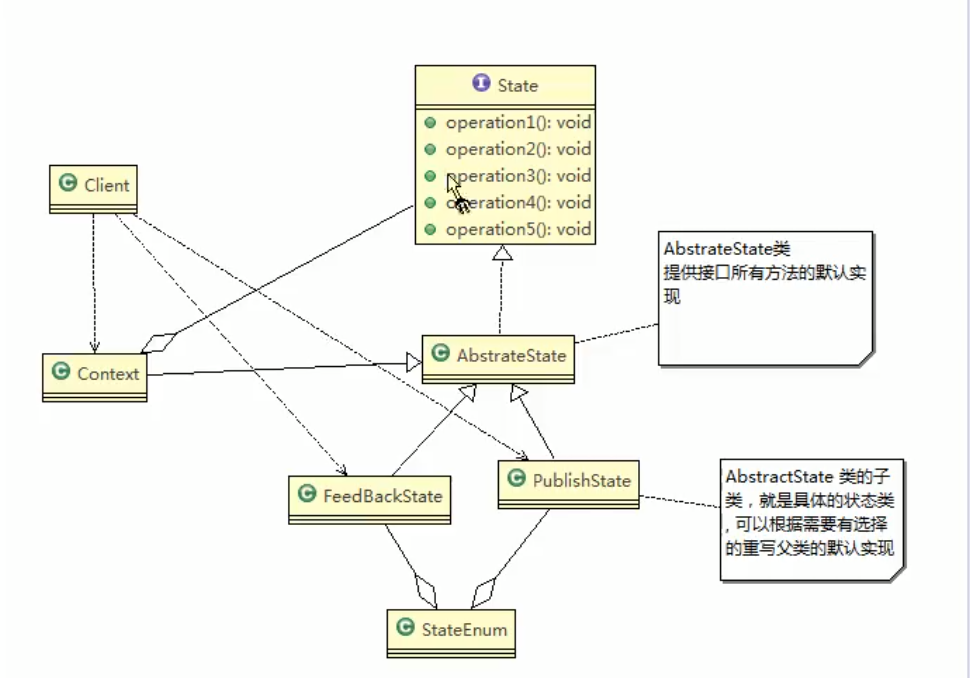 State
operation1(): void
operation2(): void
operation3(): void
operation4(): void
operation5(): void
Client
AbstrateState类
提供接口所有方法的默认实
现
AbstrateState
Context
FeedBackState
PublishState
AbstractState 类的子
类，就是具体的状态类
, 可以根据需要有选择
的重写父类的默认实现
StateEnum